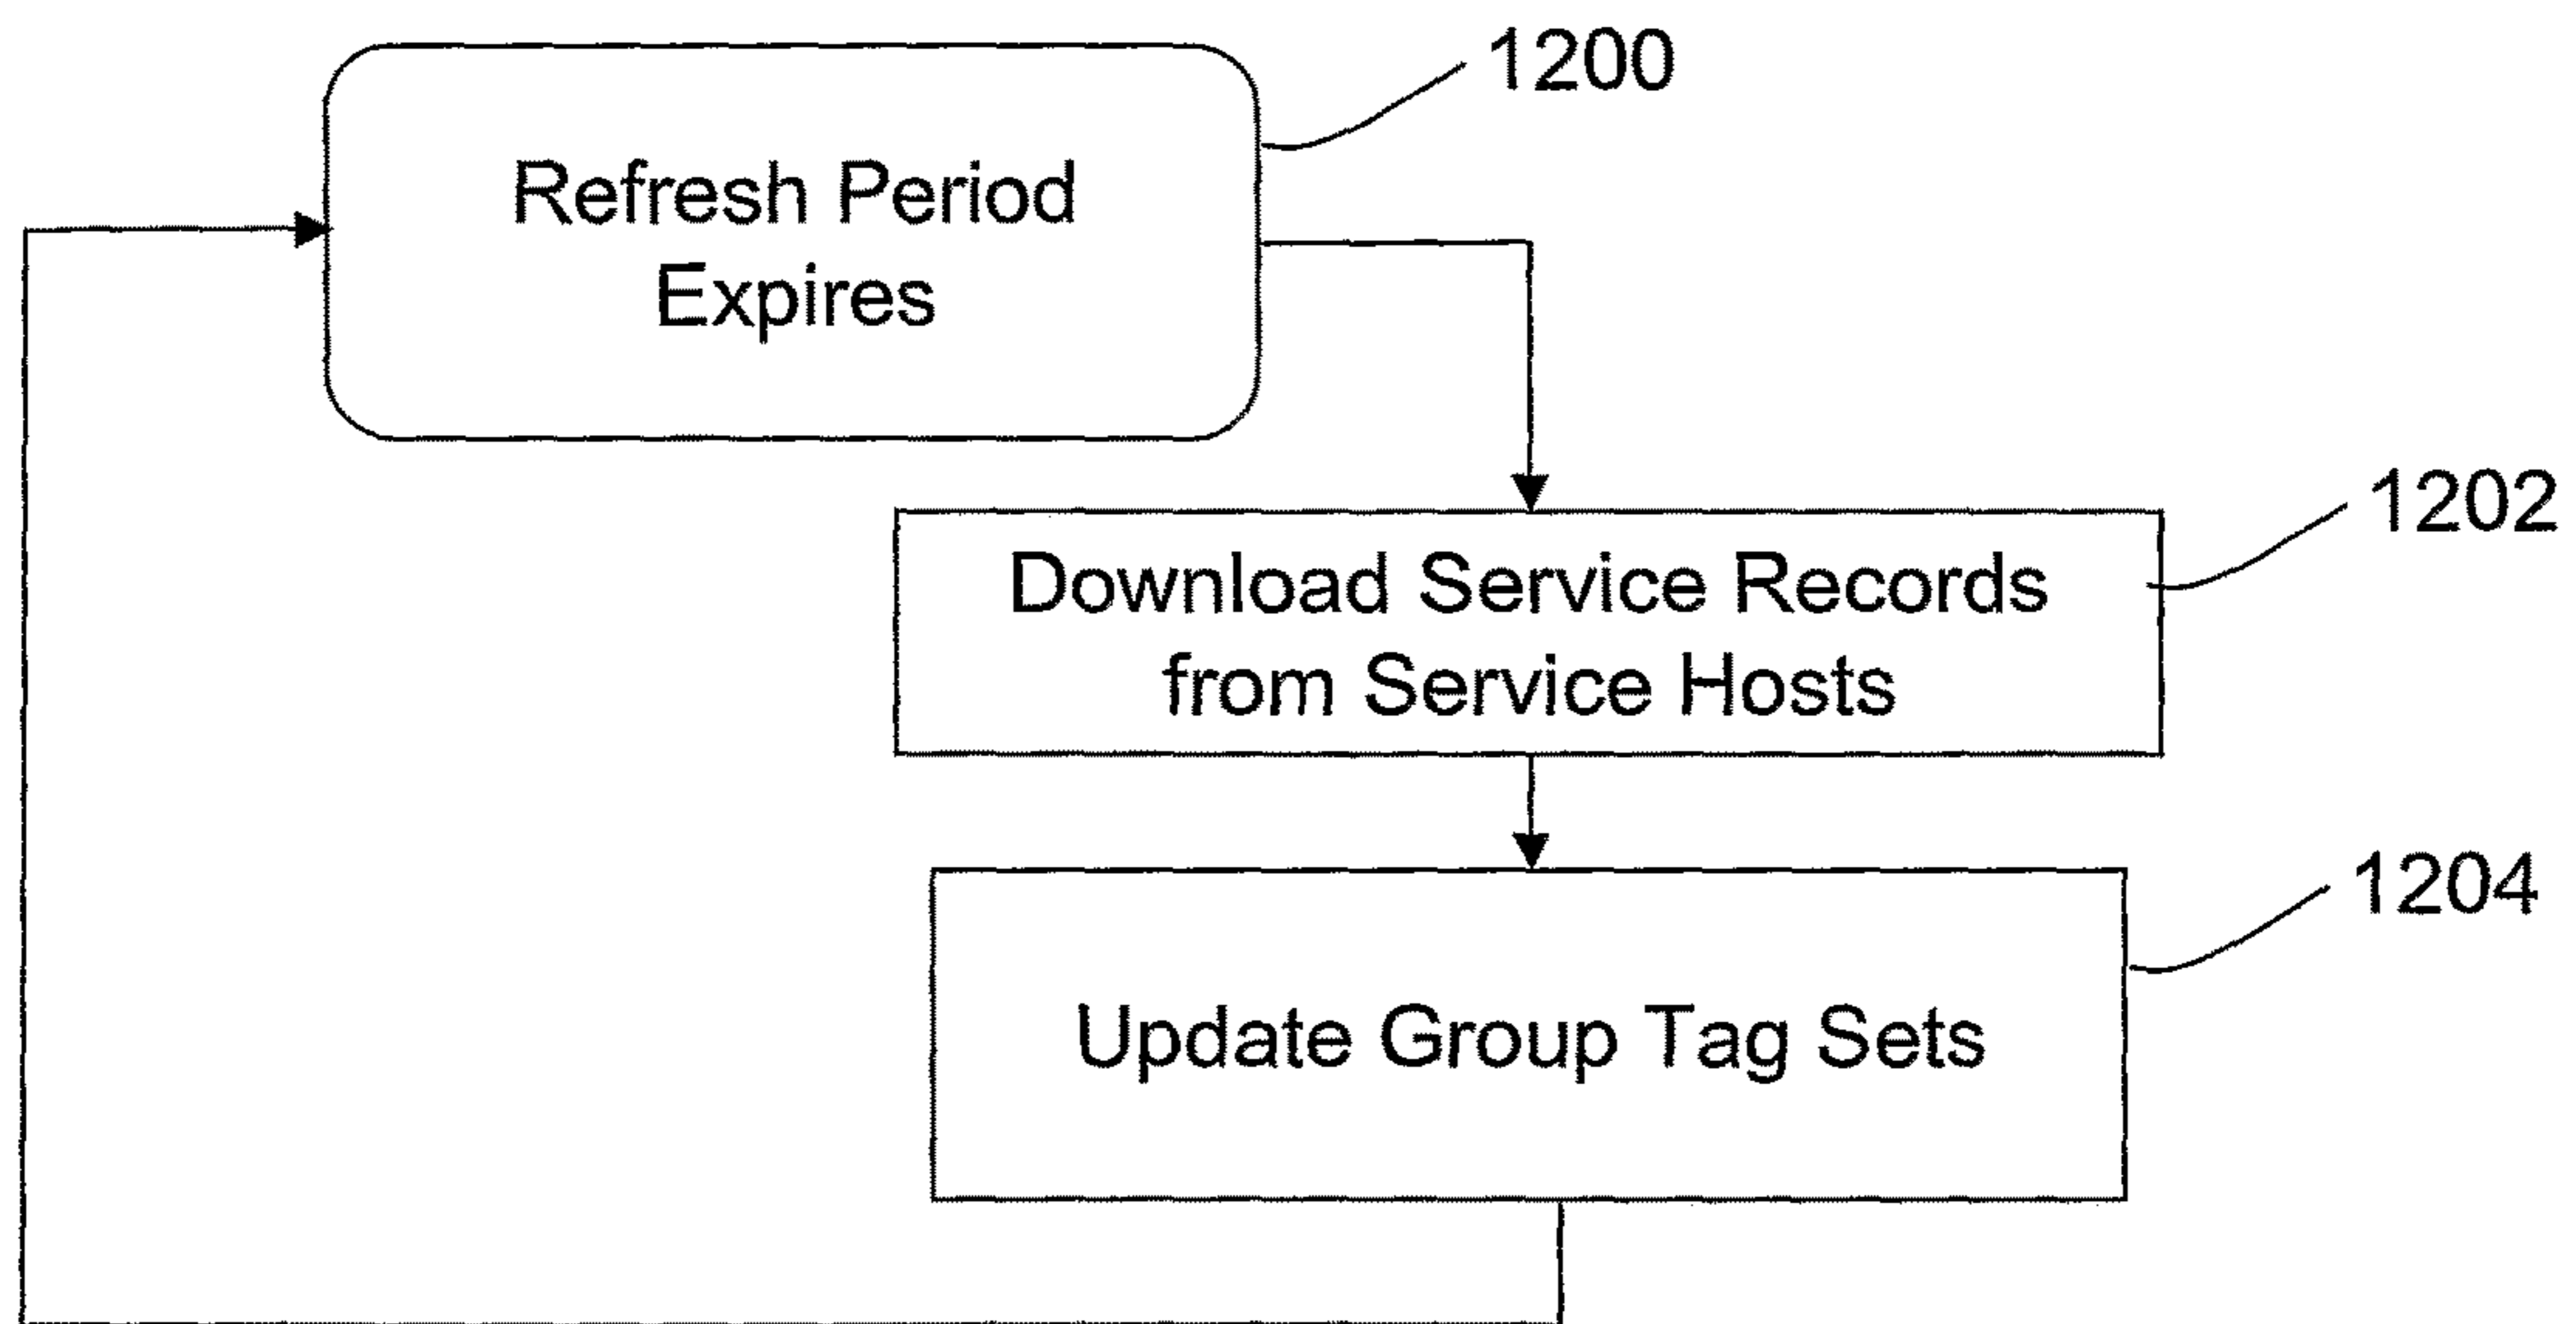 1200
Refresh Period
Expires
1202
Download Service Records
from Service Hosts
1204
Update Group Tag Sets